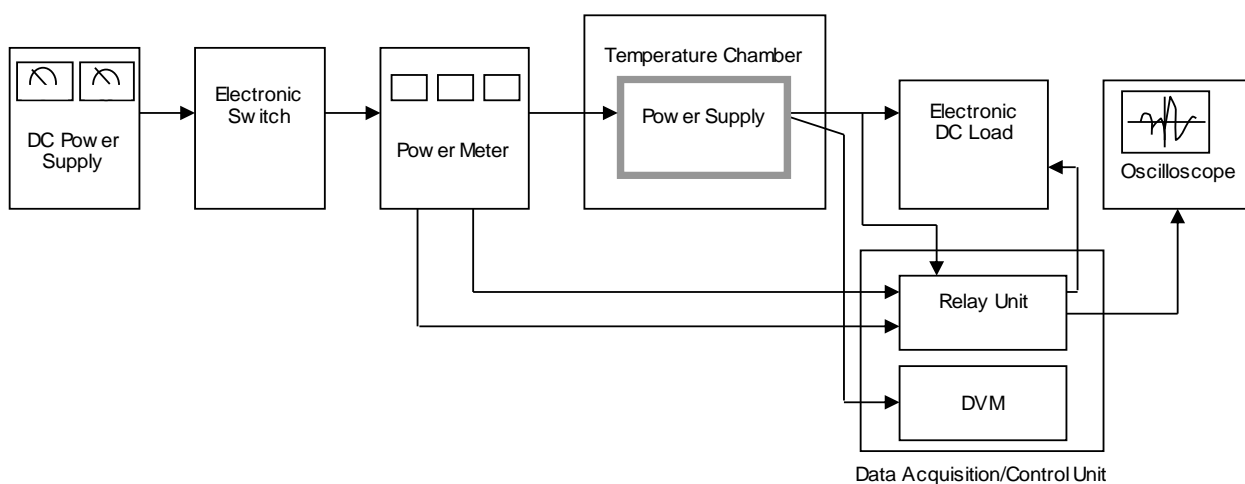 DC Power
Supply
Electronic
Switch
Power Meter
Temperature Chamber
Power Supply
Electronic
DC Load
Oscilloscope
Relay Unit
DVM
Data Acquisition/Control Unit